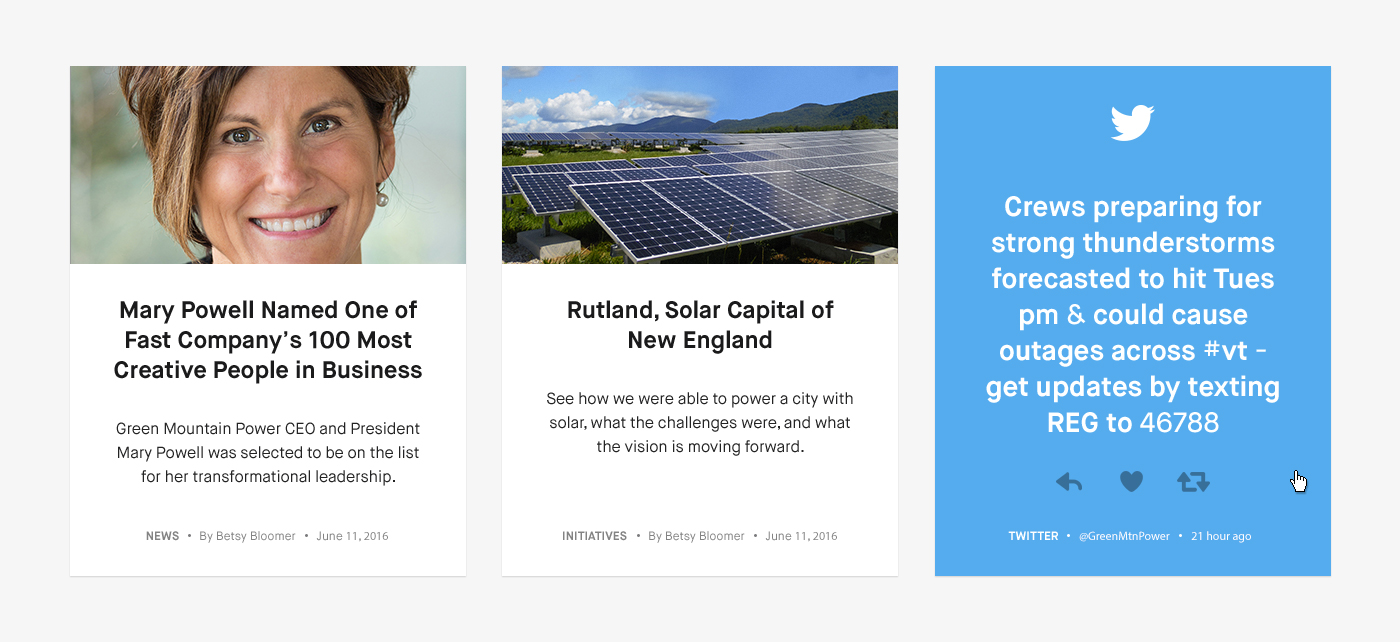 Mary Powell Named One of
Fast Company’s 100 Most
Creative People in Business
Green Mountain Power CEO and President
Mary Powell was selected to be on the list
for her transformational leadership.
NEWS • By Betsy Bloomer • June 11, 2016
Rutland, Solar Capital of
New England
See how we were able to power a city with
solar, what the challenges were, and what
the vision is moving forward.
INITIATIVES • By Betsy Bloomer • June 11, 2016
Crews preparing for
strong thunderstorms
forecasted to hit Tues
pm & could cause
outages across #vt -
get updates by texting
REG to 46788
TWITTER • @GreenMtnPower • 21 hour ago